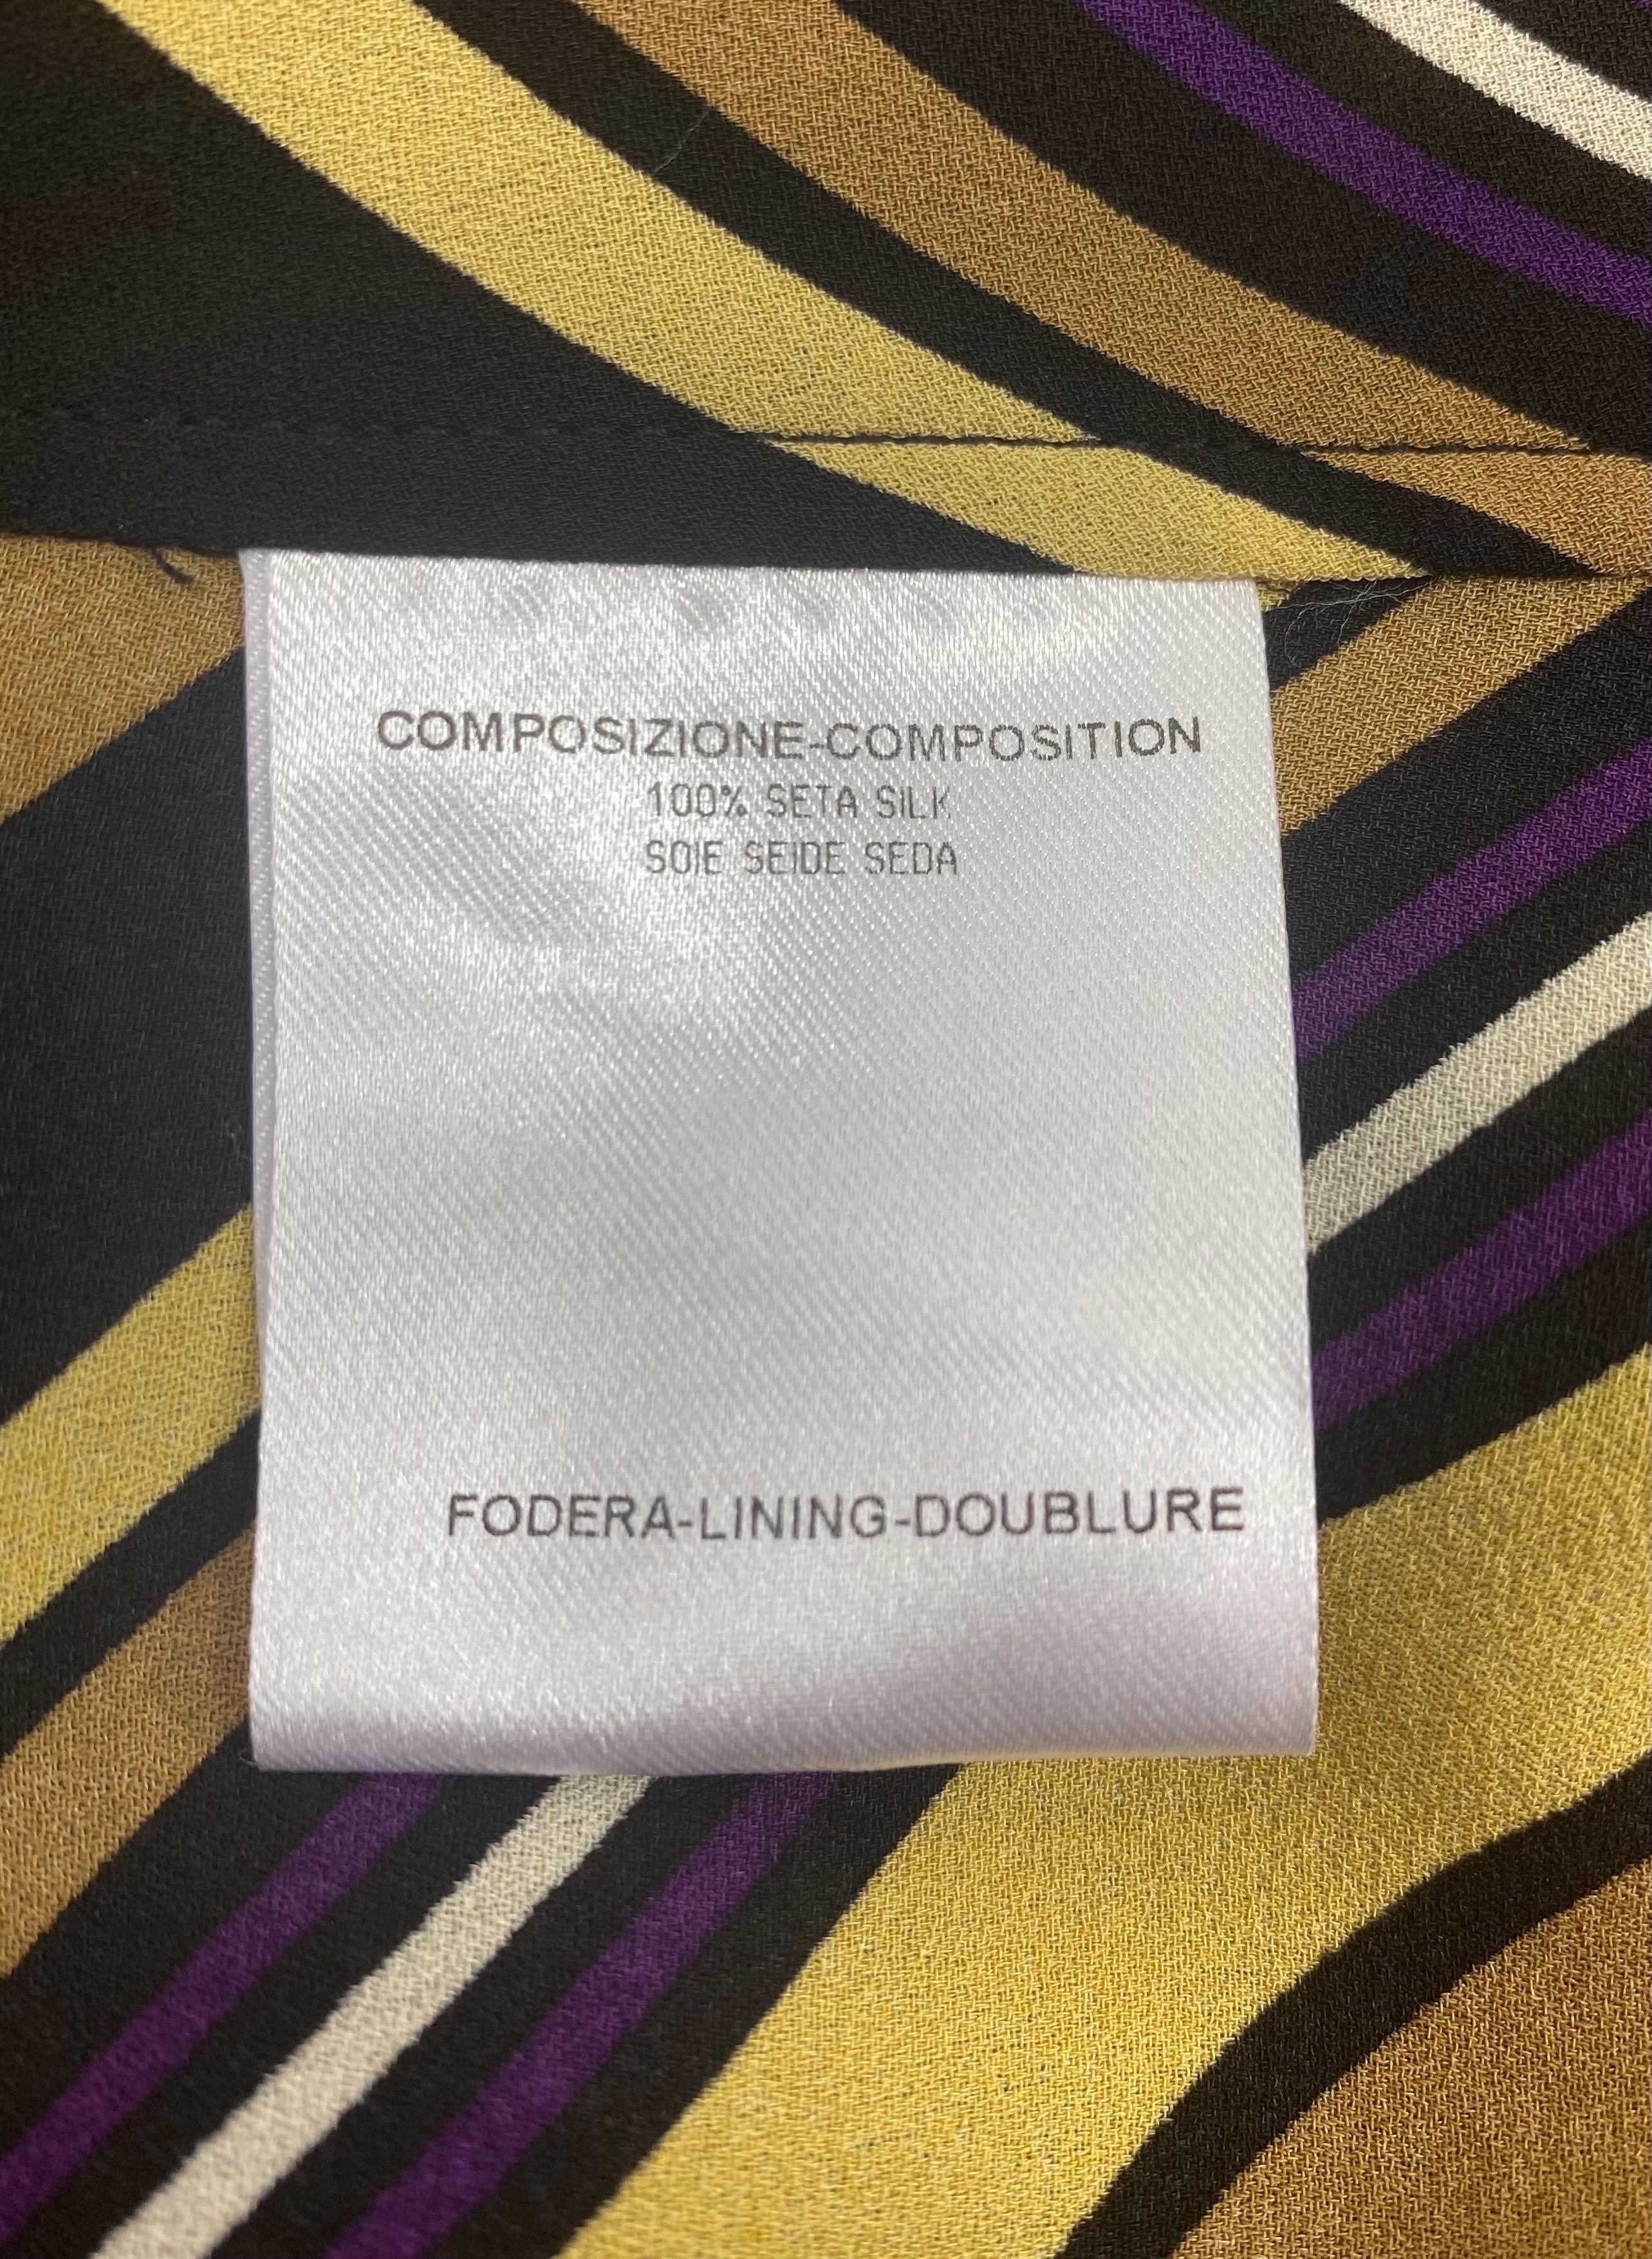 COMPOSIZIONE-COMPOSITION
100% SETA SILK
SOIE SEIDE SEDA
FODERA-LINING-DOUBLURE